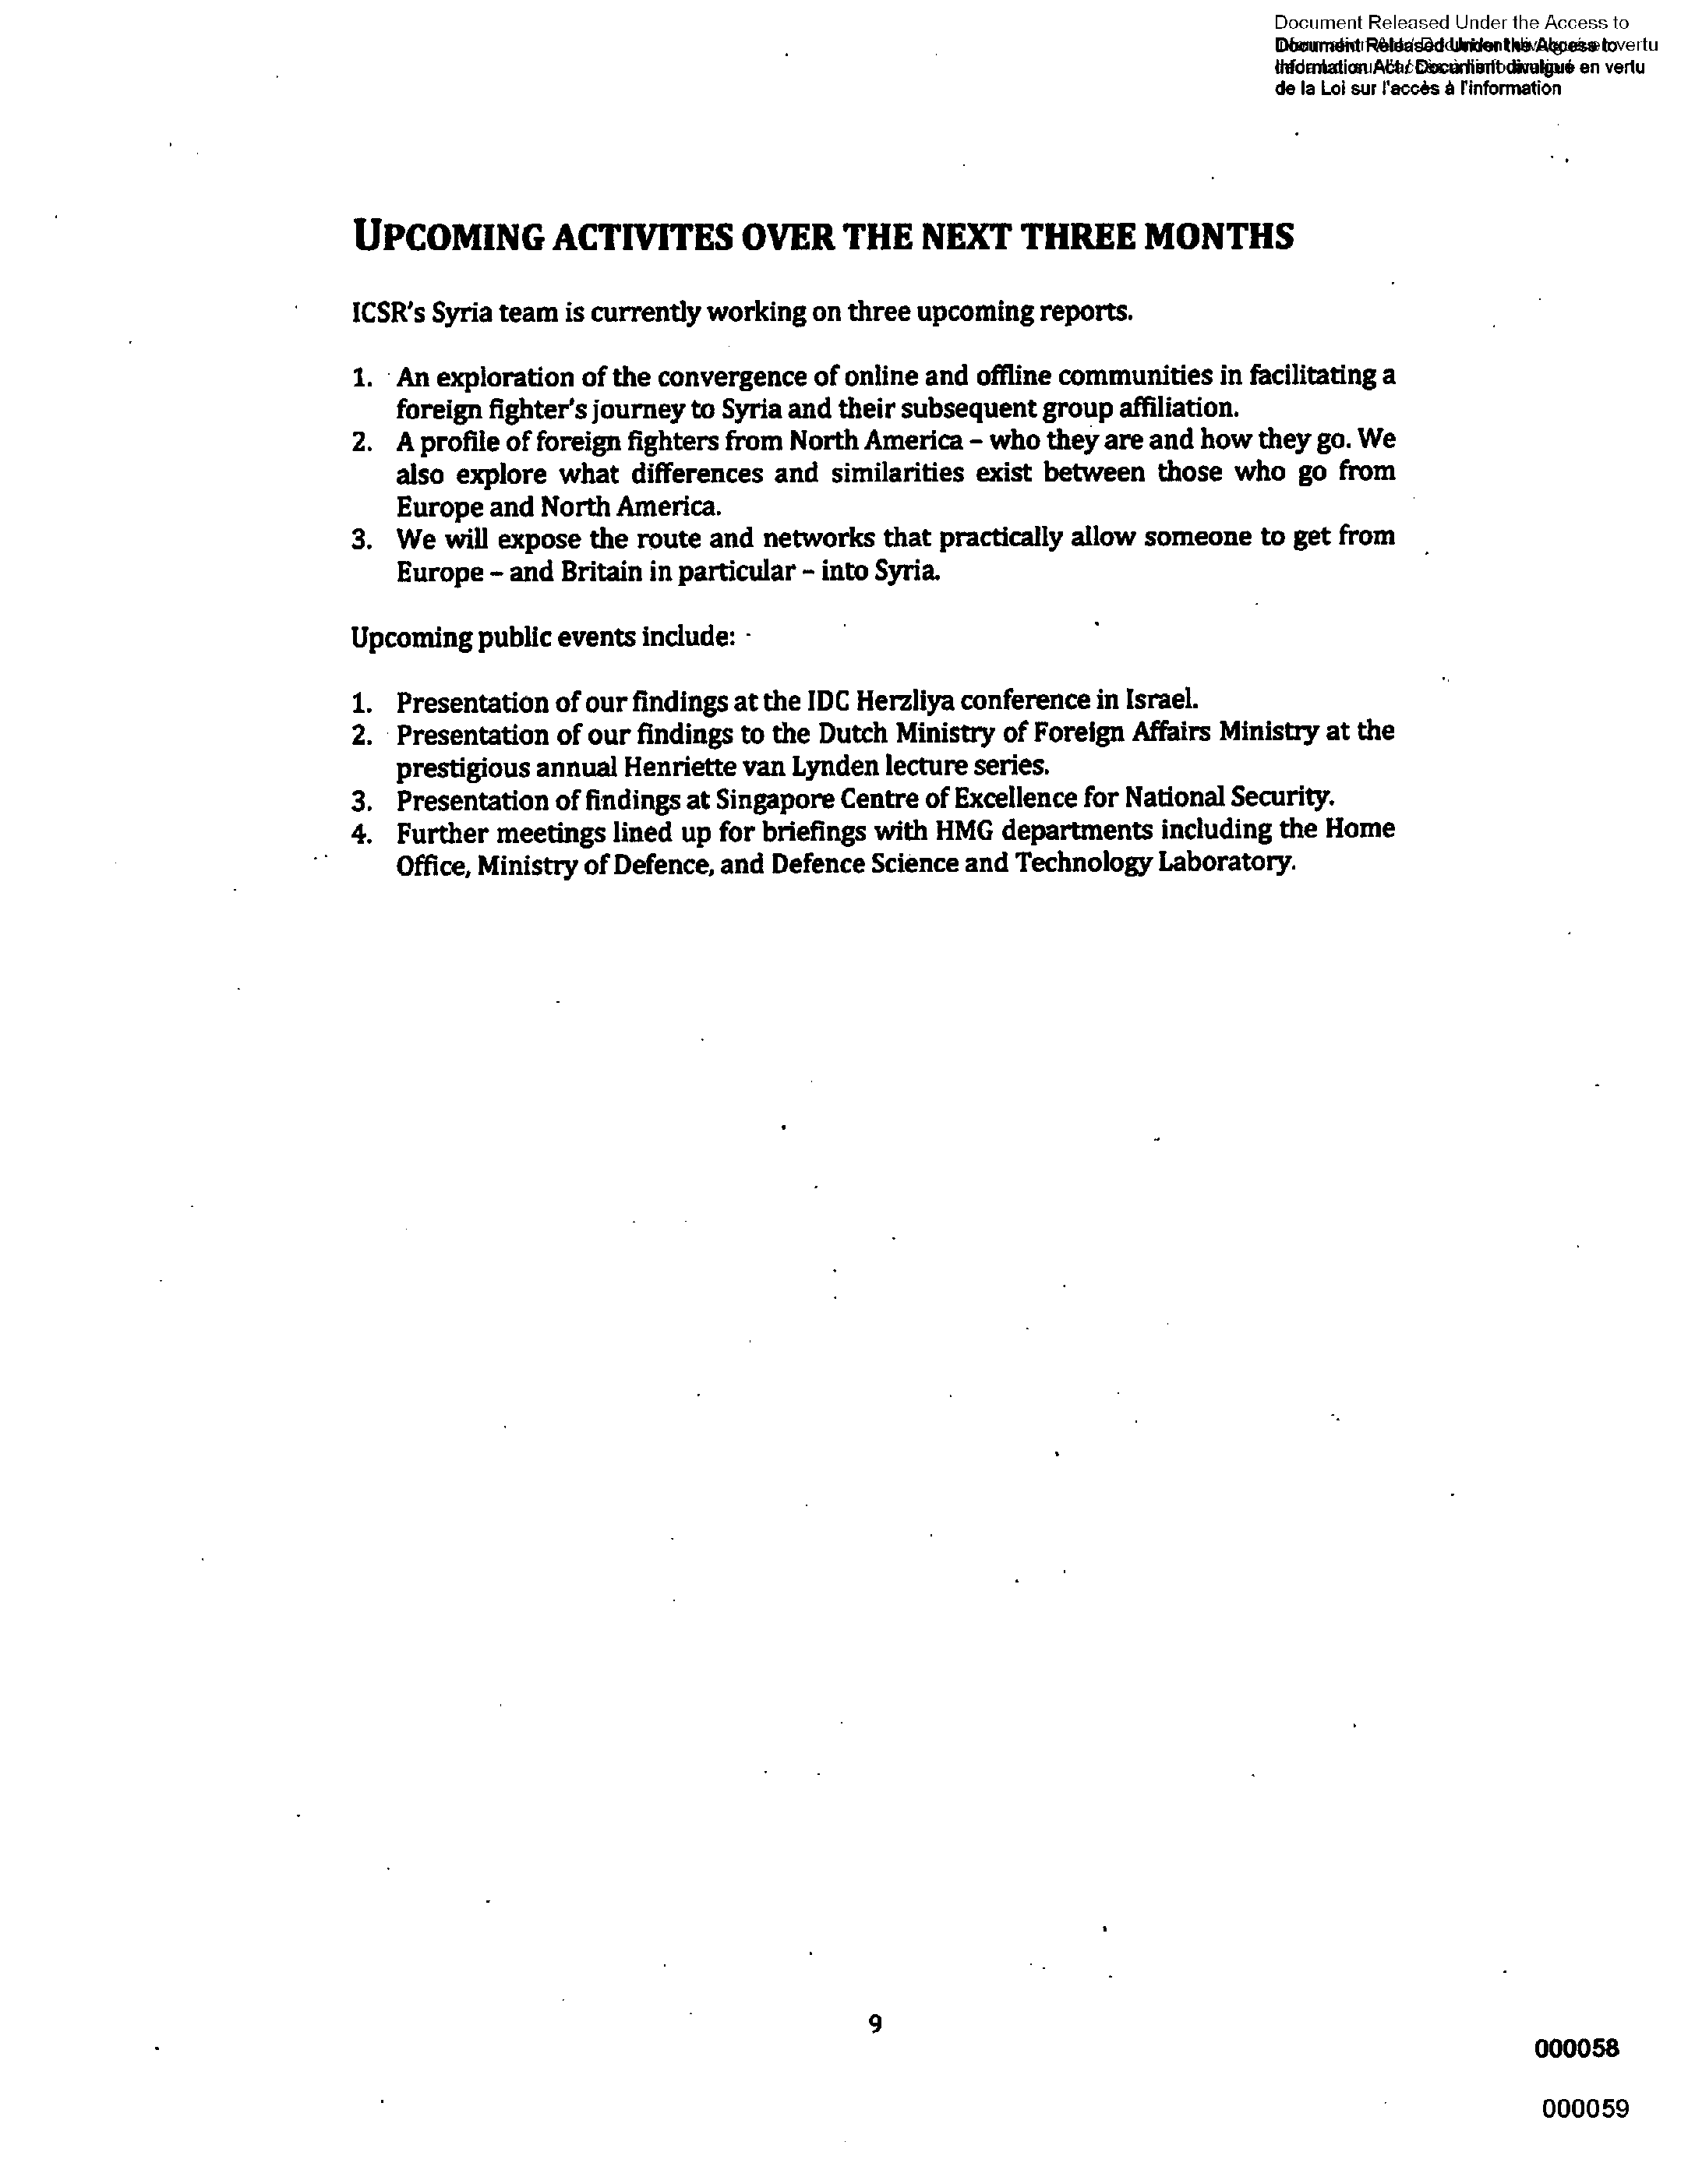 Document Released Under the Access to
Document Released Under the Access to vertu
Information Act / Document divulgué en vertu
de la Loi sur l'accès à l'information
UPCOMING ACTIVITES OVER THE NEXT THREE MONTHS
ICSR's Syria team is currently working on three upcoming reports.
1. An exploration of the convergence of online and offline communities in facilitating a
foreign fighter's journey to Syria and their subsequent group affiliation.
2. A profile of foreign fighters from North America – who they are and how they go. We
also explore what differences and similarities exist between those who go from
Europe and North America.
3. We will expose the route and networks that practically allow someone to get from
Europe – and Britain in particular – into Syria.
Upcoming public events include:
1. Presentation of our findings at the IDC Herzliya conference in Israel.
2. Presentation of our findings to the Dutch Ministry of Foreign Affairs Ministry at the
prestigious annual Henriette van Lynden lecture series.
3. Presentation of findings at Singapore Centre of Excellence for National Security.
4. Further meetings lined up for briefings with HMG departments including the Home
Office, Ministry of Defence, and Defence Science and Technology Laboratory.
9
000058
000059